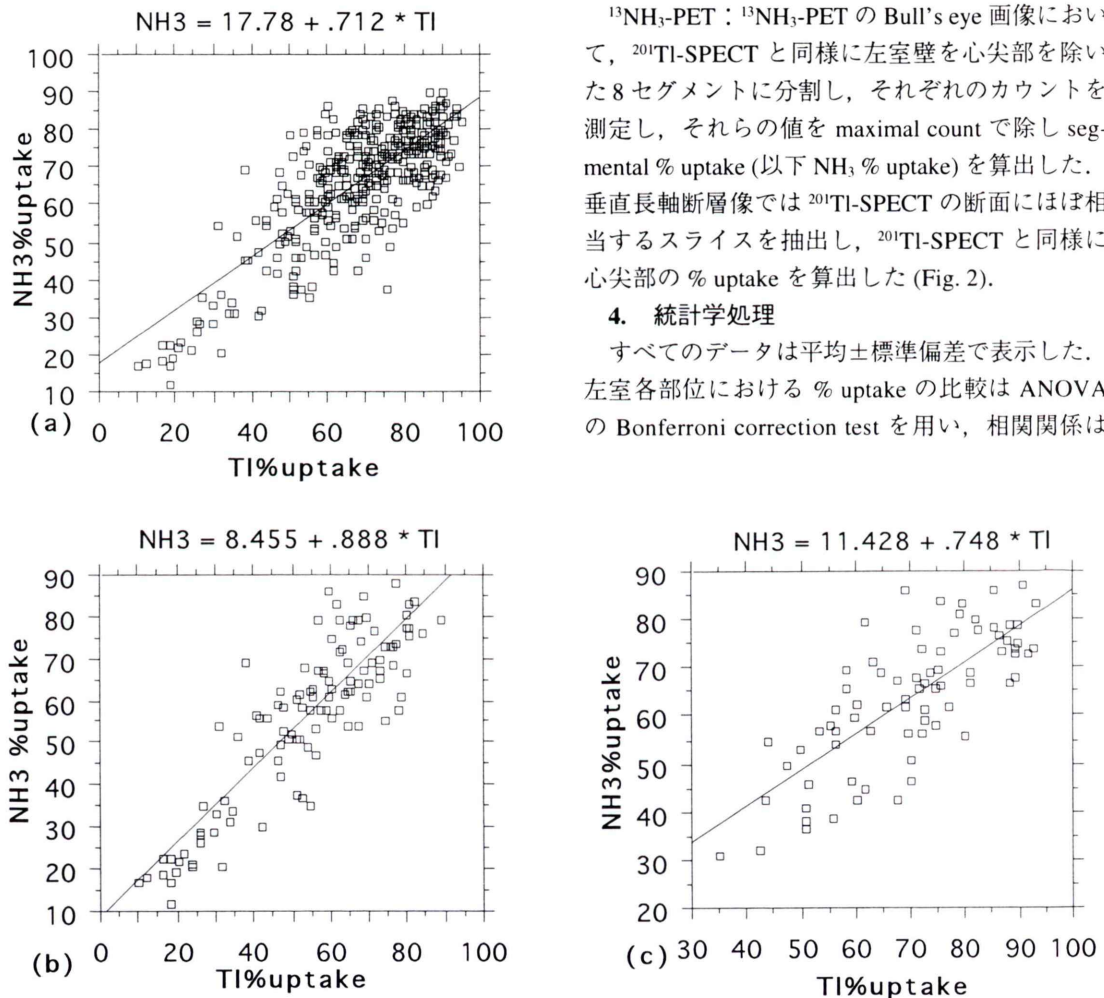 NH3 = 17.78 + .712 * Tl
100
90
80
70
60
50
40
30
20
10
NH3%uptake
(a)
0 20 40 60 80 100
Tl%uptake
¹³NH₃-PET：¹³NH₃-PET の Bull's eye 画像におい
て，²⁰¹Tl-SPECT と同様に左室壁を心尖部を除い
た 8 セグメントに分割し，それぞれのカウントを
測定し，それらの値を maximal count で除し seg-
mental % uptake (以下 NH₃ % uptake) を算出した．
垂直長軸断層像では ²⁰¹Tl-SPECT の断面にほぼ相
当するスライスを抽出し，²⁰¹Tl-SPECT と同様に
心尖部の % uptake を算出した (Fig. 2).
4. 統計学処理
すべてのデータは平均±標準偏差で表示した．
左室各部位における % uptake の比較は ANOVA
の Bonferroni correction test を用い，相関関係は
NH3 = 8.455 + .888 * Tl
90
80
70
60
50
40
30
20
10
NH3 %uptake
(b)
0 20 40 60 80 100
Tl%uptake
NH3 = 11.428 + .748 * Tl
90
80
70
60
50
40
30
20
NH3%uptake
(c)
30 40 50 60 70 80 90 100
Tl%uptake